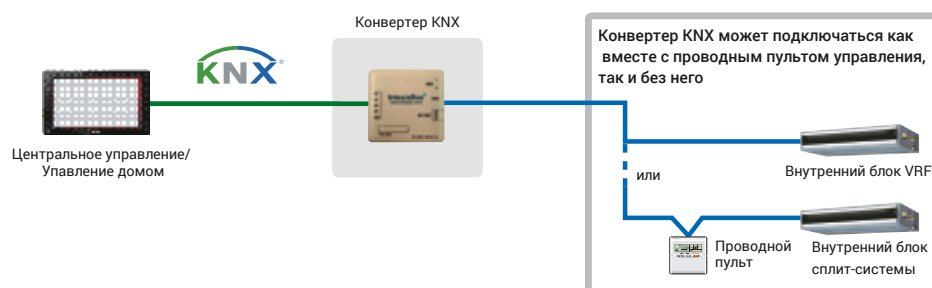 Конвертер KNX
KNX
Центральное управление/
Упавление домом
Конвертер KNX может подключаться как
вместе с проводным пультом управления,
так и без него
Внутренний блок VRF
или
Проводной
пульт
Внутренний блок
сплит-системы